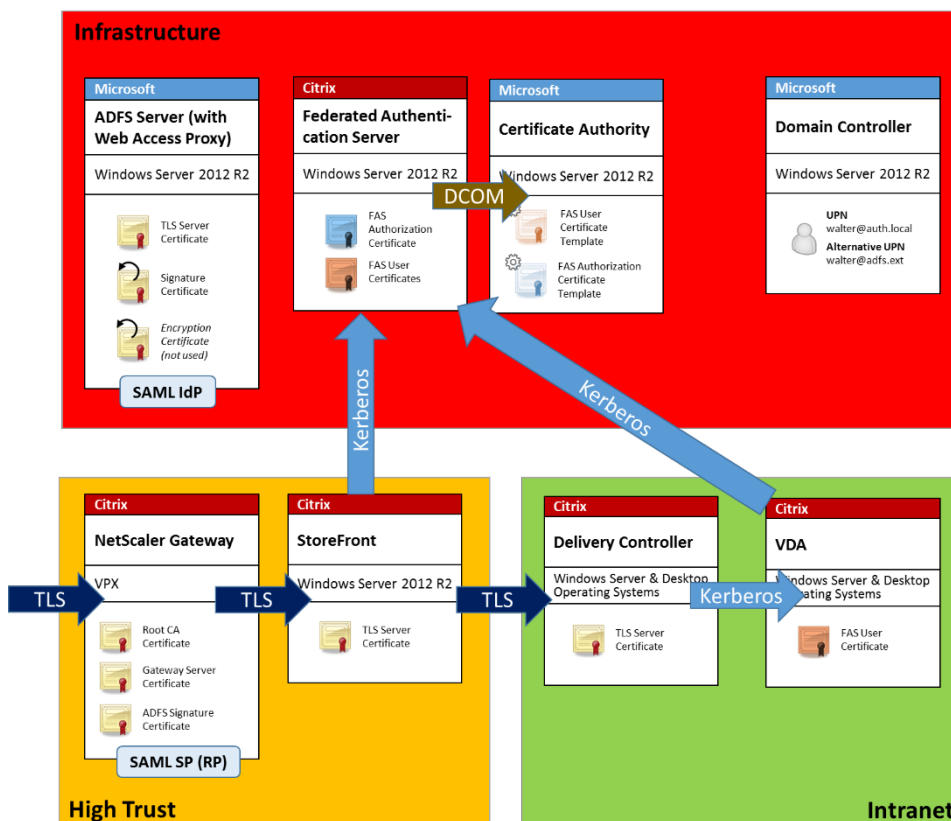 Infrastructure
Microsoft
ADFS Server (with
Web Access Proxy)
Windows Server 2012 R2
TLS Server
Certificate
Signature
Certificate
Encryption
Certificate
(not used)
SAML IdP
Citrix
Federated Authenti-
cation Server
Windows Server 2012 R2
FAS
Authorization
Certificate
FAS User
Certificates
DCOM
Microsoft
Certificate Authority
Windows Server 2012 R2
FAS User
Certificate
Template
FAS Authorization
Certificate
Template
Microsoft
Domain Controller
Windows Server 2012 R2
UPN
walter@auth.local
Alternative UPN
walter@adfs.ext
Kerberos
Kerberos
TLS
Citrix
NetScaler Gateway
VPX
Root CA
Certificate
Gateway Server
Certificate
ADFS Signature
Certificate
SAML SP (RP)
TLS
Citrix
StoreFront
Windows Server 2012 R2
TLS Server
Certificate
High Trust
TLS
Citrix
Delivery Controller
Windows Server & Desktop
Operating Systems
TLS Server
Certificate
Kerberos
Citrix
VDA
Windows Server & Desktop
Operating Systems
FAS User
Certificate
Intranet